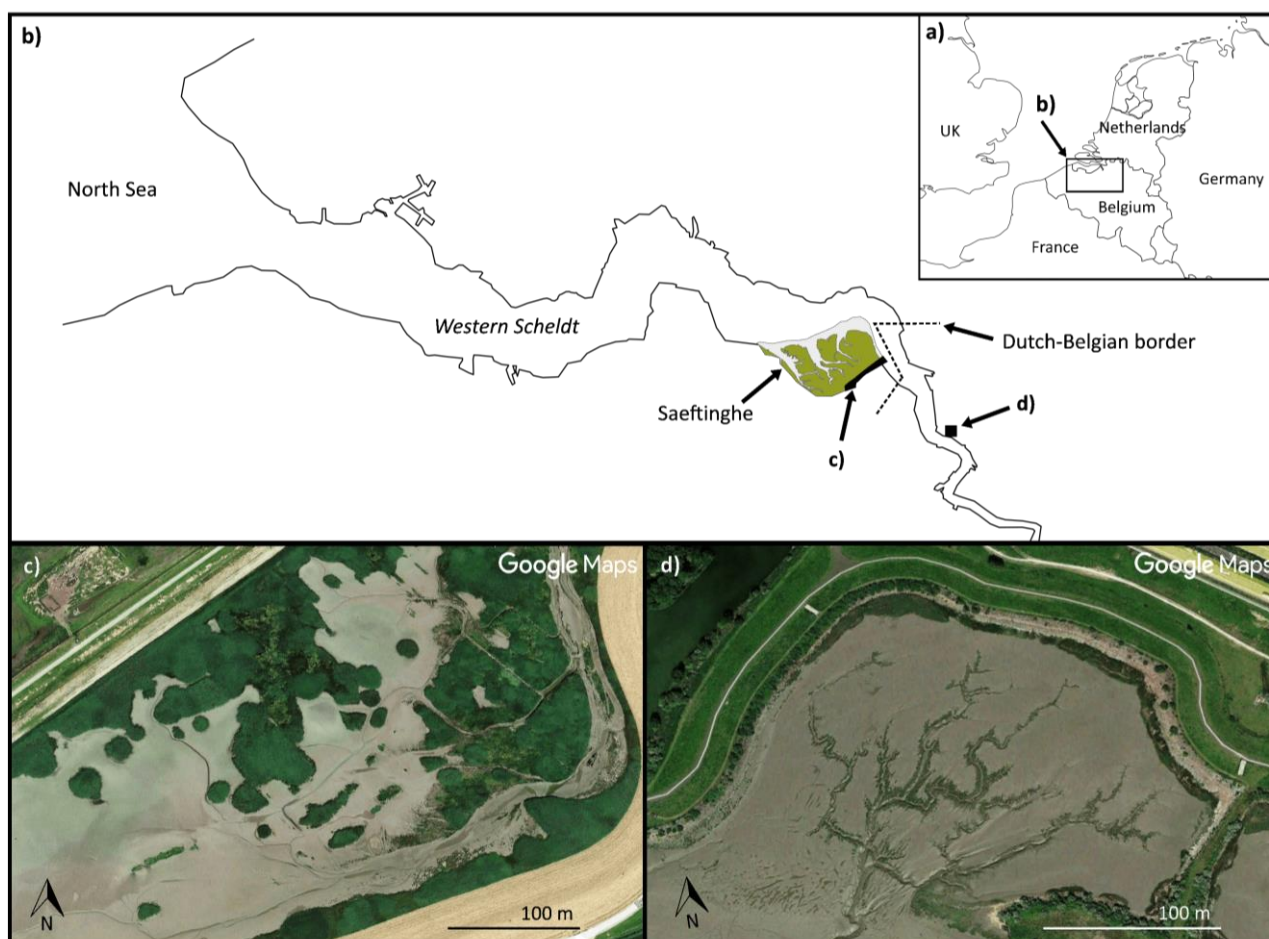 b)
North Sea
Western Scheldt
Saeftinghe
c)
d)
Dutch-Belgian border
a)
b)
UK
Netherlands
Germany
Belgium
France
c)
Google Maps
N
100 m
d)
Google Maps
N
100 m